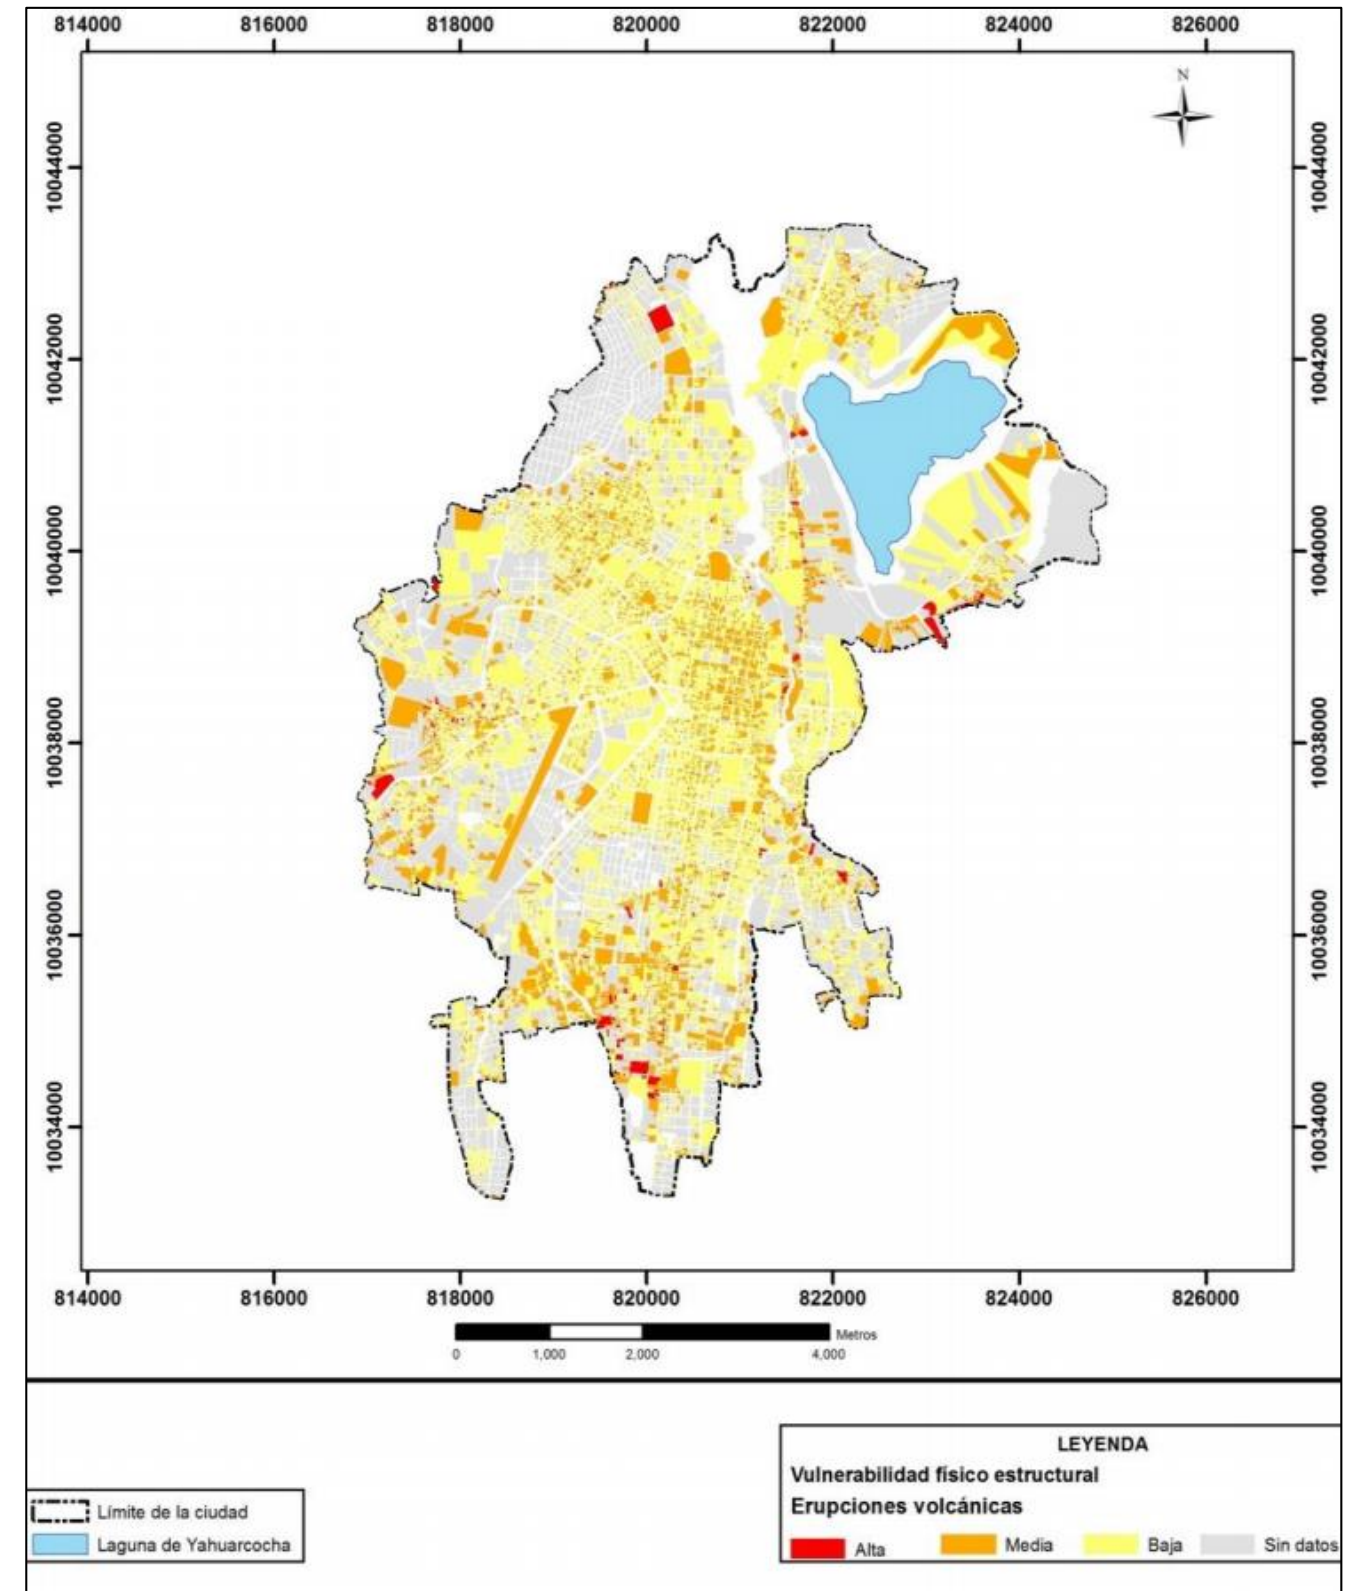 814000 816000 818000 820000 822000 824000 826000
N
10044000 10044000
10042000 10042000
10040000 10040000
10038000 10038000
10036000 10036000
10034000 10034000
814000 816000 818000 820000 822000 824000 826000
Metros
0 1,000 2,000 4,000
LEYENDA
Vulnerabilidad físico estructural
Erupciones volcánicas
Alta Media Baja Sin datos
Límite de la ciudad
Laguna de Yahuarcocha